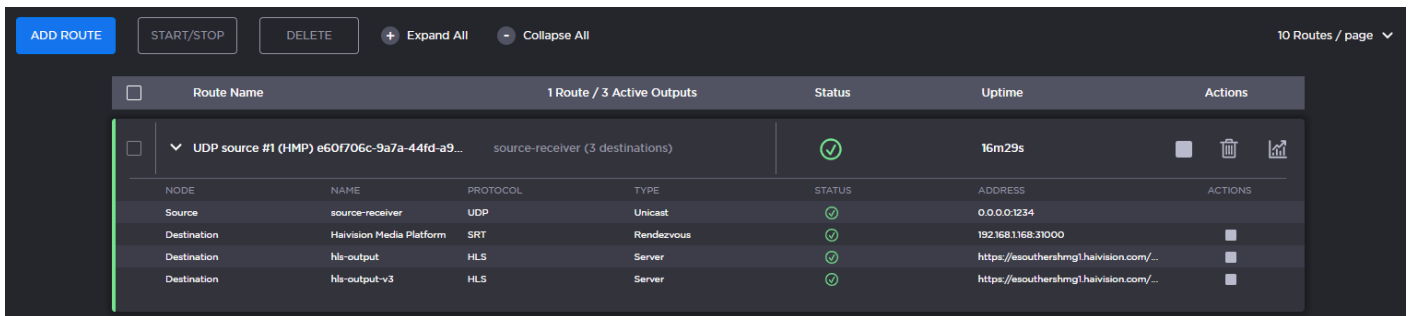 ADD ROUTE START/STOP DELETE + Expand All - Collapse All 10 Routes / page
Route Name 1 Route / 3 Active Outputs Status Uptime Actions
UDP source #1 (HMP) e60f706c-9a7a-44fd-a9... source-receiver (3 destinations) 16m29s
NODE NAME PROTOCOL TYPE STATUS ADDRESS ACTIONS
Source source-receiver UDP Unicast 0.0.0.0:1234
Destination Haivision Media Platform SRT Rendezvous 192.168.1.168:31000
Destination hls-output HLS Server https://esouthershmg1.haivision.com/...
Destination hls-output-v3 HLS Server https://esouthershmg1.haivision.com/...